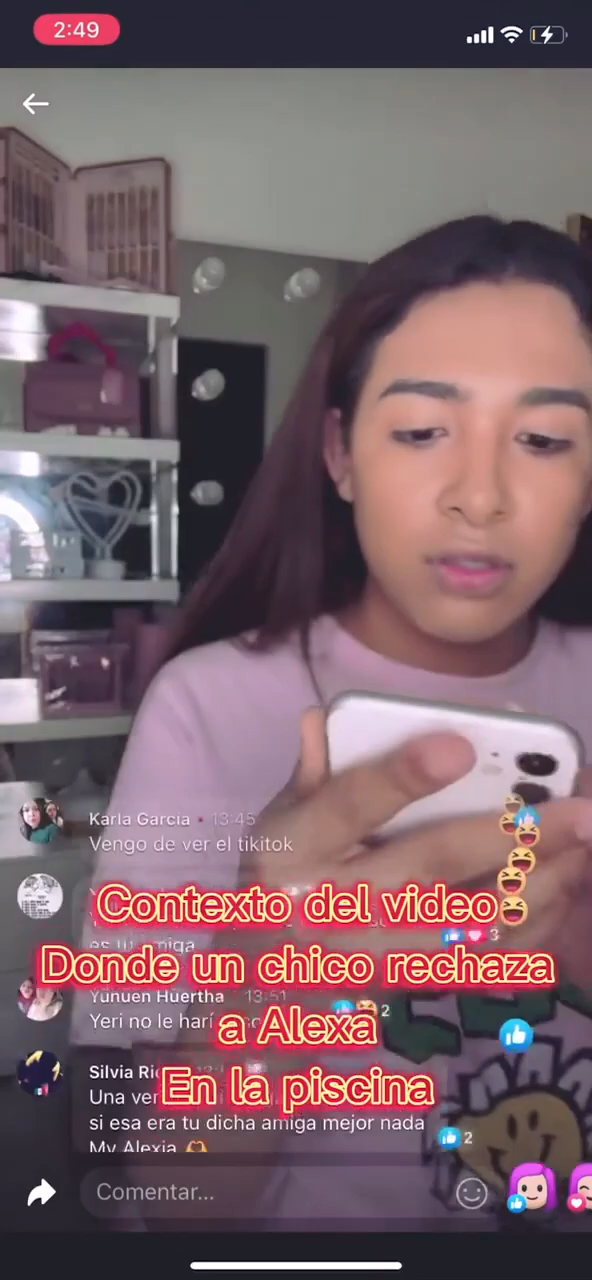 2:49
Karla Garcia • 13:45
Vengo de ver el tikitok
Contexto del video
es tu amiga
3
Donde un chico rechaza
Yunuen Huertha 13:51
Yeri no le harí
2
a Alexa
Silvia
En la piscina
Una
si esa era tu dicha amiga mejor nada
2
My Alexia
Comentar...